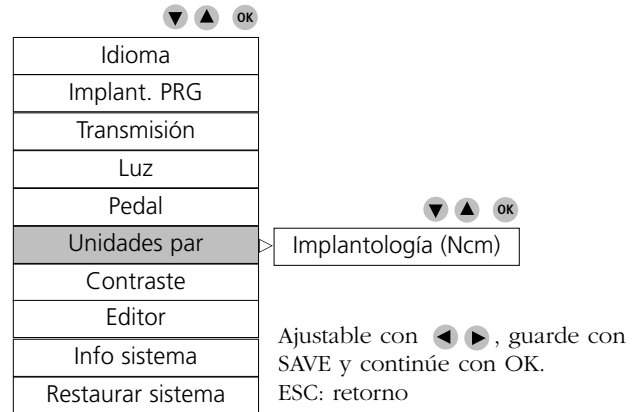 ▼ ▲ OK
Idioma
Implant. PRG
Transmisión
Luz
Pedal
Unidades par
Contraste
Editor
Info sistema
Restaurar sistema
▼ ▲ OK
Implantología (Ncm)
Ajustable con ◀ ▶ , guarde con
SAVE y continúe con OK.
ESC: retorno